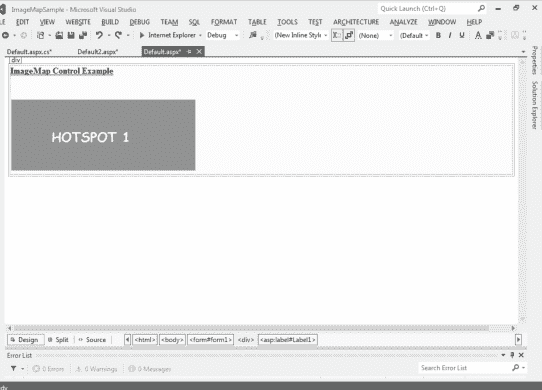 ImageMapSample - Microsoft Visual Studio
Quick Launch (Ctrl+Q)
EDIT VIEW WEBSITE BUILD DEBUG TEAM SQL FORMAT TABLE TOOLS TEST ARCHITECTURE ANALYZE WINDOW HELP
Internet Explorer Debug (New Inline Style (None) (Default A
B I U
Default.aspx.cs* Default2.aspx* Default.aspx*
Properties
Solution Explorer
div
ImageMap Control Example
HOTSPOT 1
Design Split Source <html> <body> <form#form1> <div> <asp:label#Label1>
Error List
0 Errors 0 Warnings 0 Messages
Search Error List